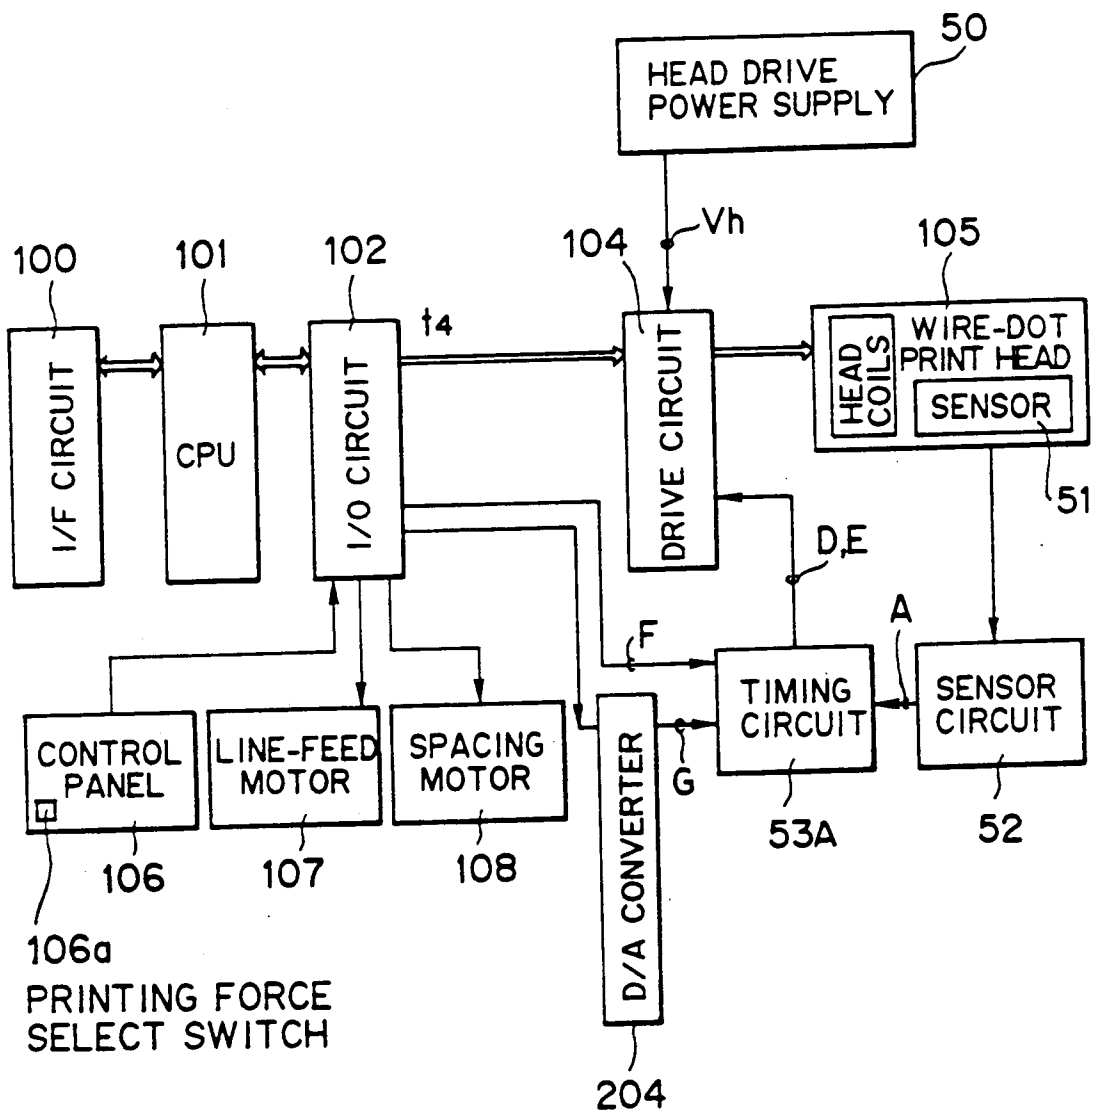 50
HEAD DRIVE
POWER SUPPLY
Vh
100
101
102
104
105
t4
I/F CIRCUIT
CPU
I/O CIRCUIT
DRIVE CIRCUIT
HEAD
COILS
WIRE-DOT
PRINT HEAD
SENSOR
51
D,E
A
F
G
CONTROL
PANEL
LINE-FEED
MOTOR
SPACING
MOTOR
D/A CONVERTER
TIMING
CIRCUIT
SENSOR
CIRCUIT
106
107
108
53A
52
106a
PRINTING FORCE
SELECT SWITCH
204